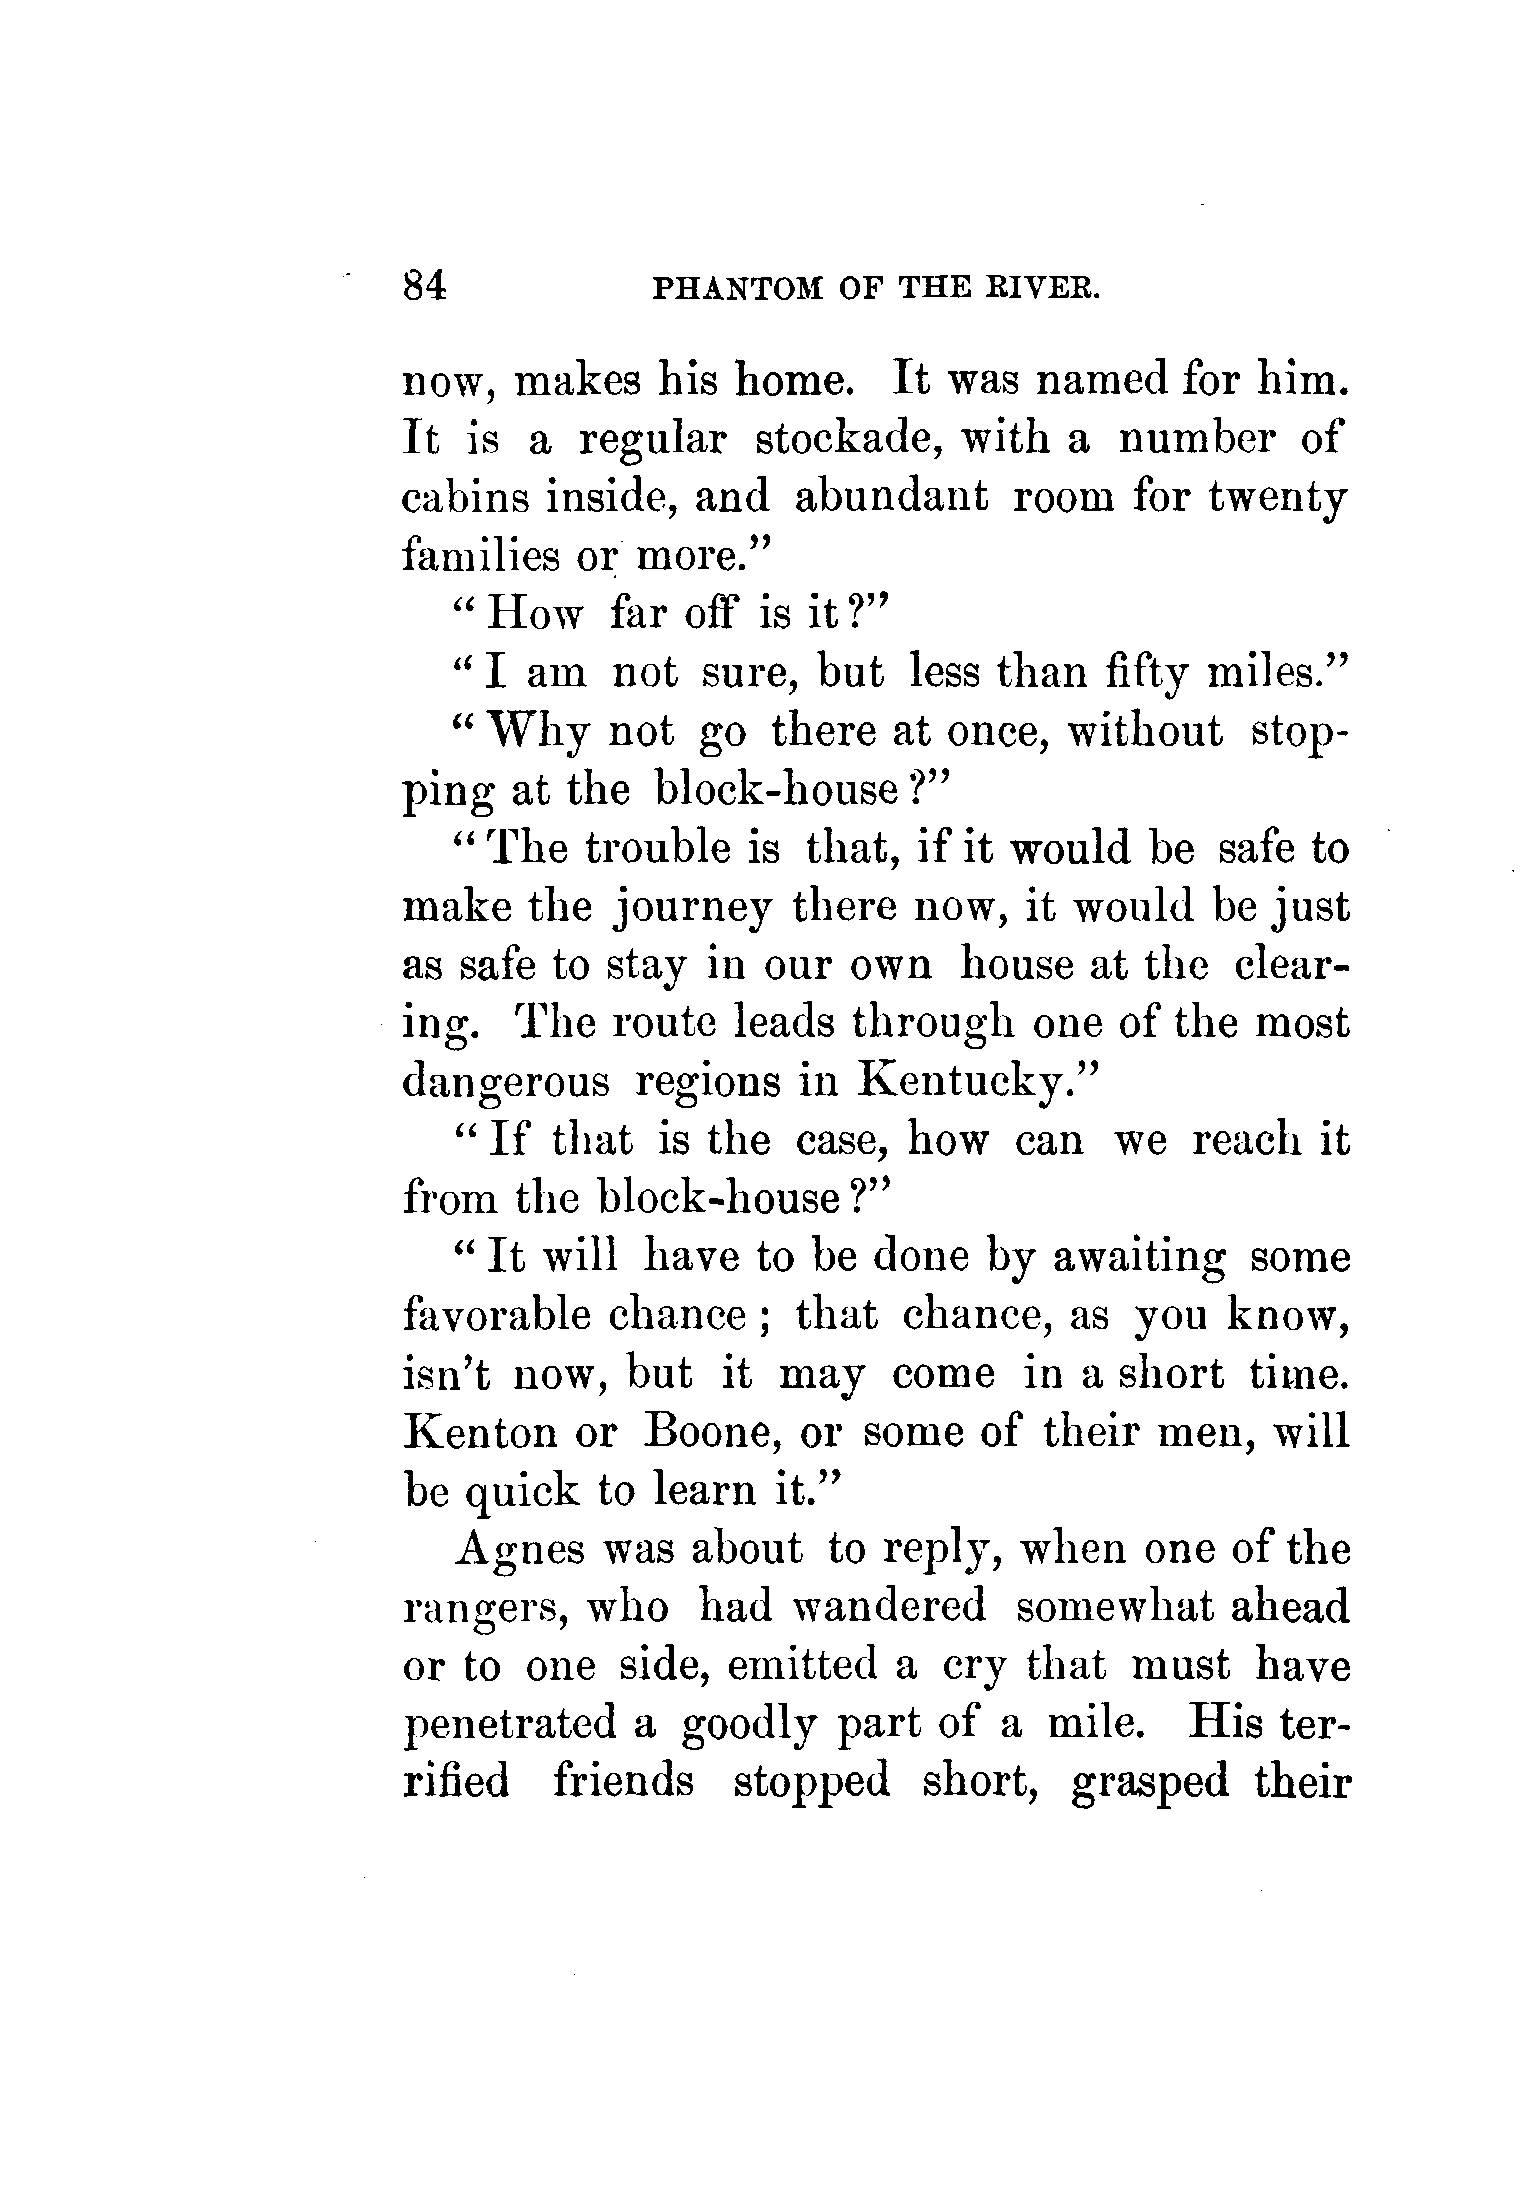 84 PHANTOM OF THE RIVER.
now, makes his home. It was named for him.
It is a regular stockade, with a number of
cabins inside, and abundant room for twenty
families or more."
"How far off is it?"
"I am not sure, but less than fifty miles."
"Why not go there at once, without stop-
ping at the block-house?"
"The trouble is that, if it would be safe to
make the journey there now, it would be just
as safe to stay in our own house at the clear-
ing. The route leads through one of the most
dangerous regions in Kentucky."
"If that is the case, how can we reach it
from the block-house?"
"It will have to be done by awaiting some
favorable chance; that chance, as you know,
isn't now, but it may come in a short time.
Kenton or Boone, or some of their men, will
be quick to learn it."
Agnes was about to reply, when one of the
rangers, who had wandered somewhat ahead
or to one side, emitted a cry that must have
penetrated a goodly part of a mile. His ter-
rified friends stopped short, grasped their